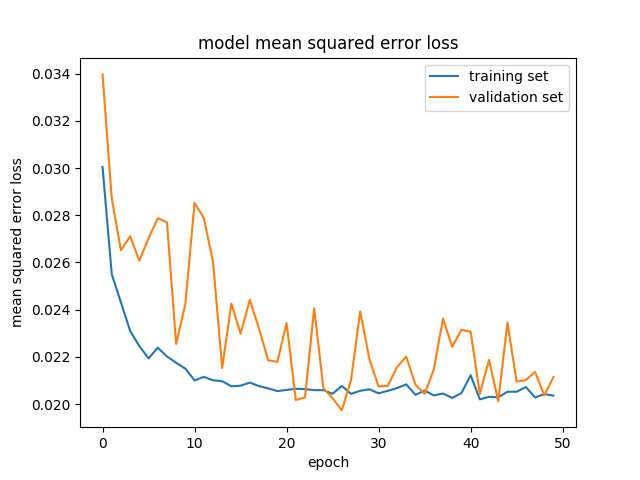 model mean squared error loss
training set
validation set
0.034
0.032
0.030
0.028
0.026
0.024
0.022
0.020
mean squared error loss
0
10
20
30
40
50
epoch